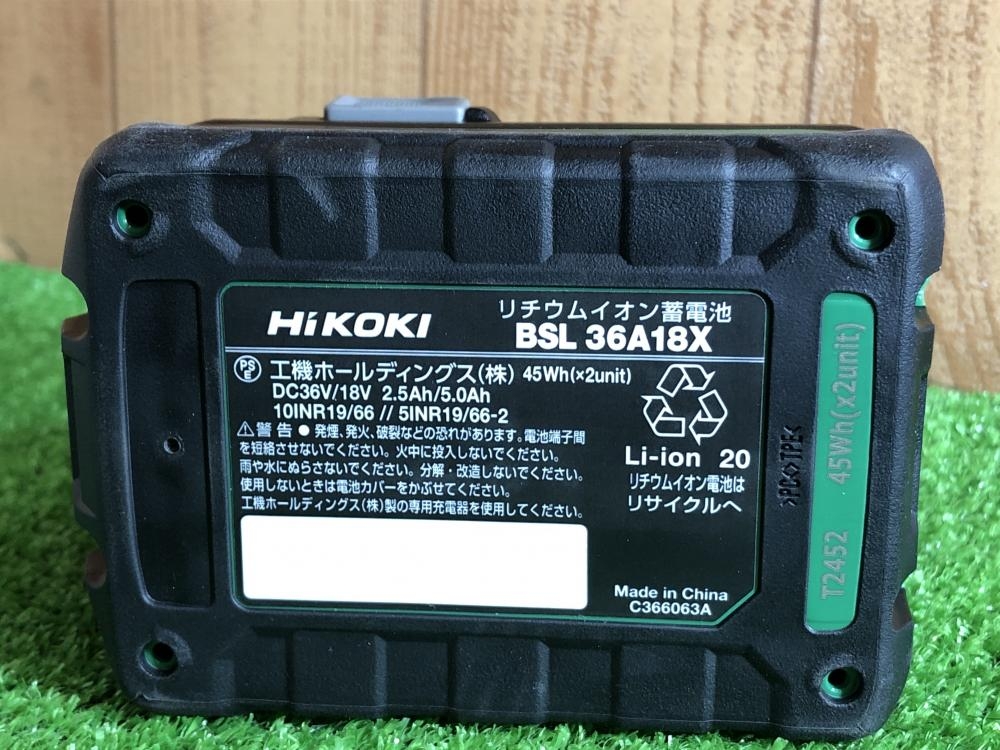 HiKOKI
リチウムイオン蓄電池
BSL 36A18X
PS E 工機ホールディングス(株) 45Wh(×2unit)
DC36V/18V 2.5Ah/5.0Ah
10INR19/66 // 5INR19/66-2
⚠警告 ●発煙、発火、破裂などの恐れがあります。電池端子間
を短絡させないでください。火中に投入しないでください。
雨や水にぬらさないでください。分解・改造しないでください。
使用しないときは電池カバーをかぶせてください。
工機ホールディングス(株)製の専用充電器を使用してください。
Li-ion 20
リチウムイオン電池は
リサイクルへ
Made in China
C366063A
>PC<>TPE<
T2452 45Wh(×2unit)